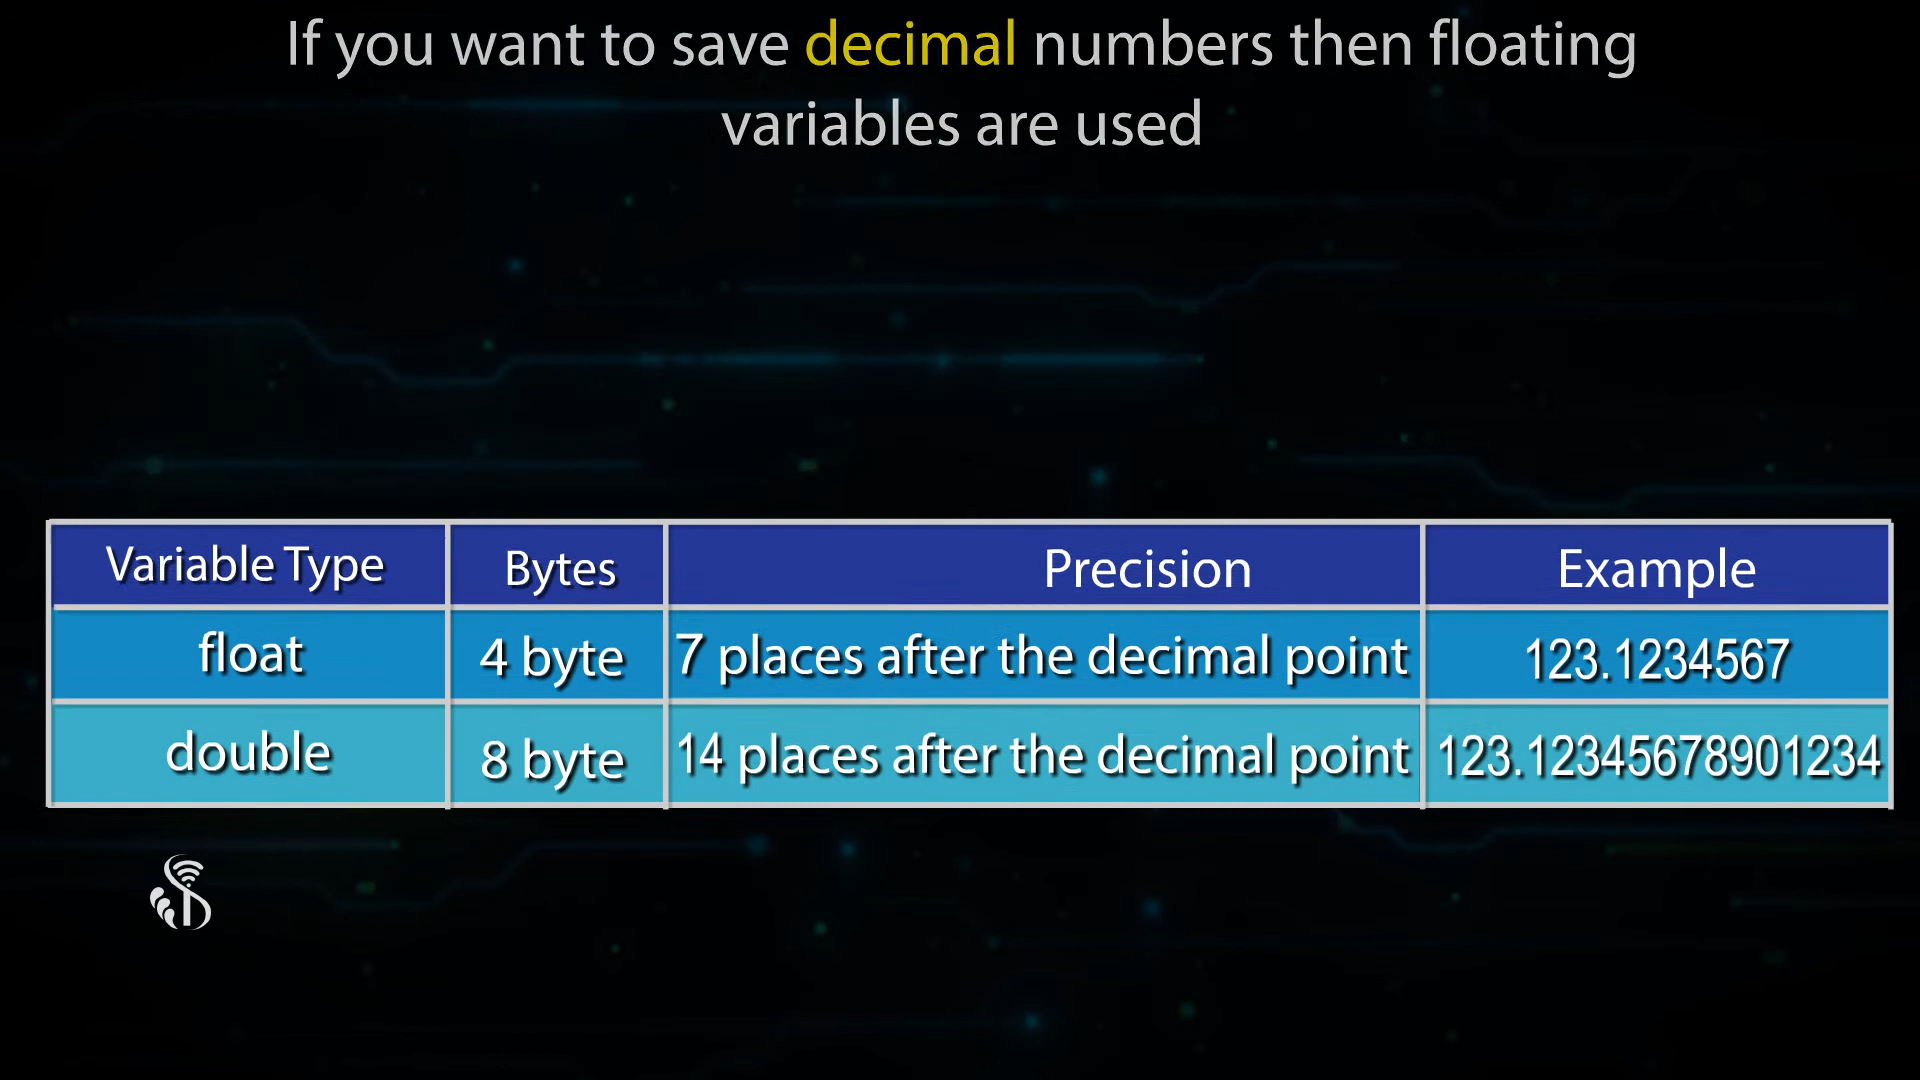 If you want to save decimal numbers then floating
variables are used
Variable Type Bytes Precision Example
float 4 byte 7 places after the decimal point 123.1234567
double 8 byte 14 places after the decimal point 123.12345678901234